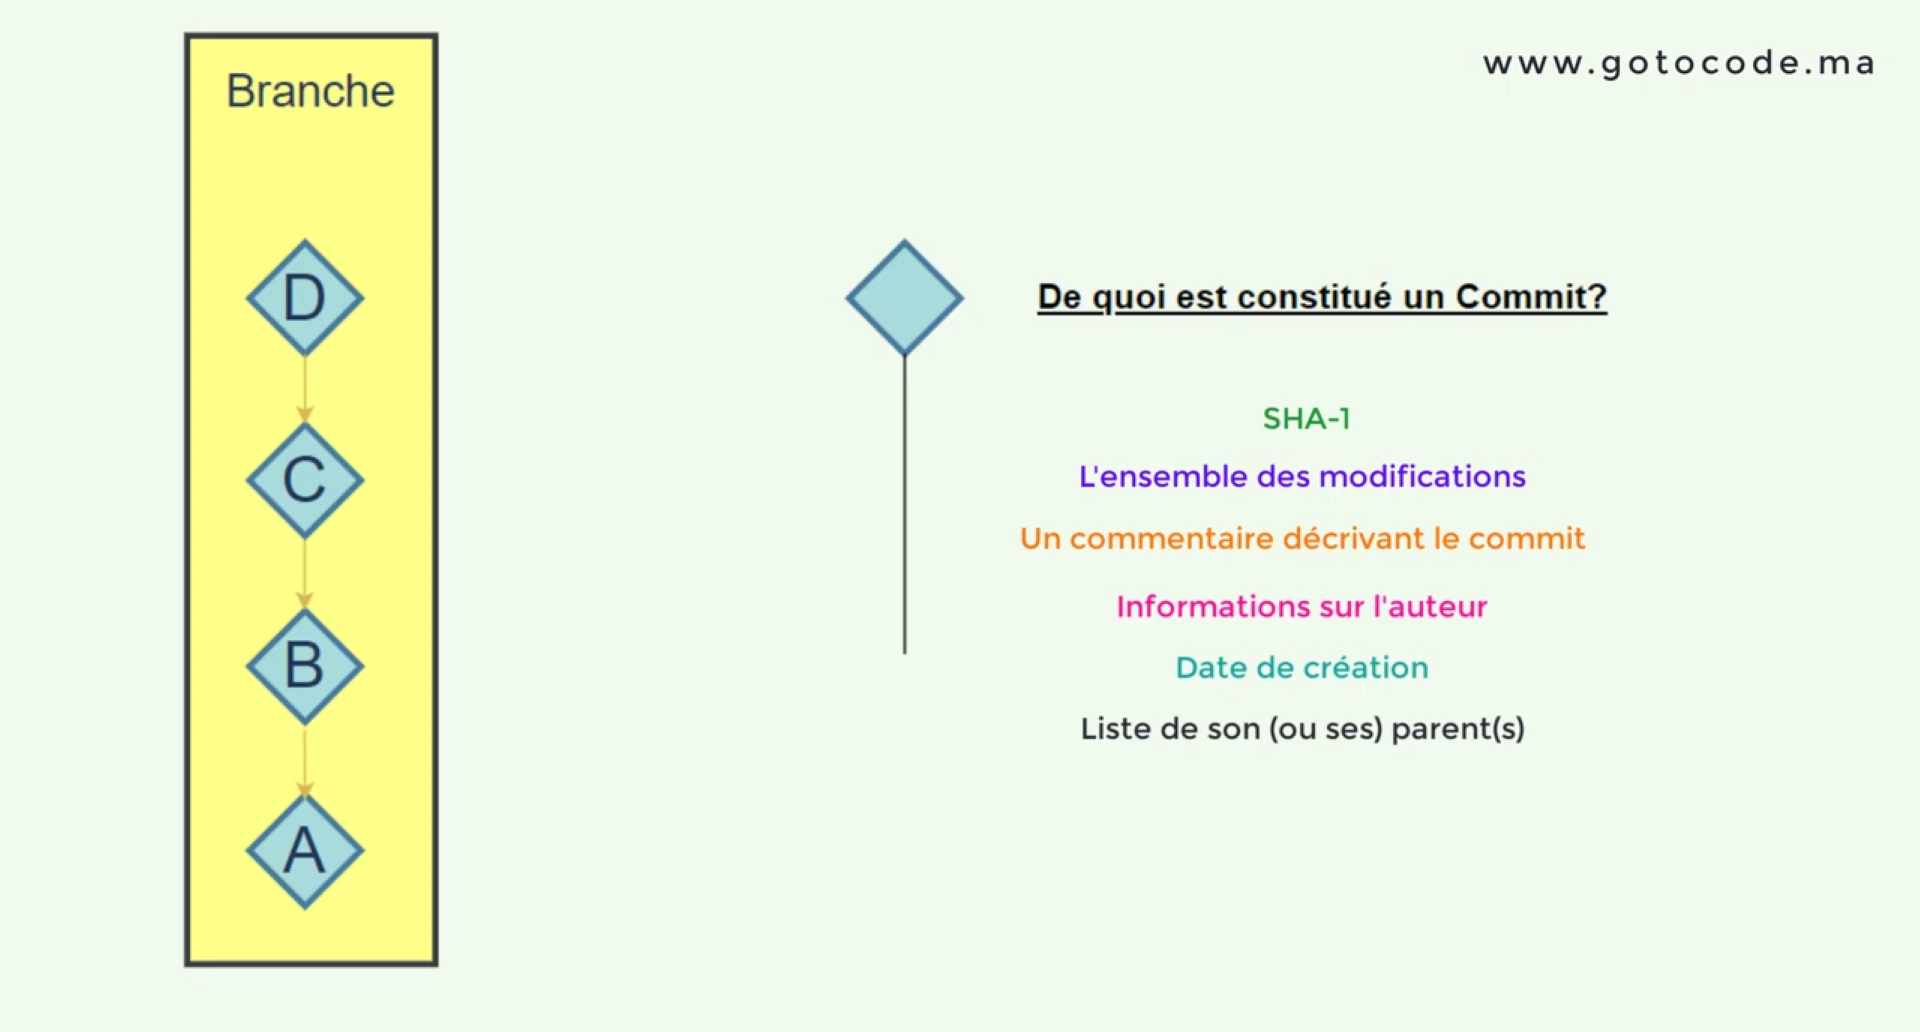 Branche
www.gotocode.ma
D
C
B
A
De quoi est constitué un Commit?
SHA-1
L'ensemble des modifications
Un commentaire décrivant le commit
Informations sur l'auteur
Date de création
Liste de son (ou ses) parent(s)